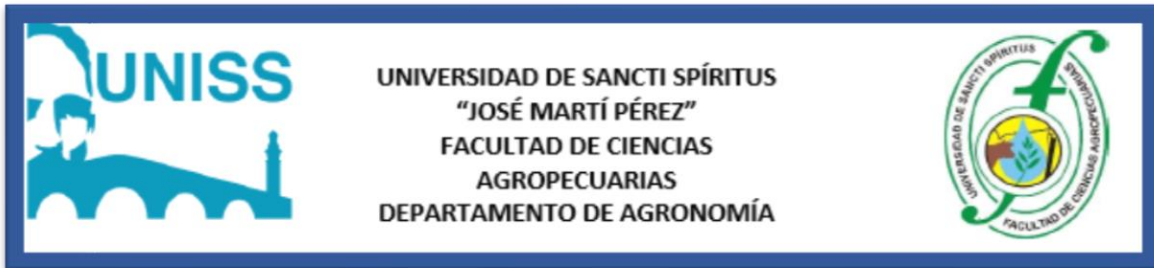 UNISS
UNIVERSIDAD DE SANCTI SPÍRITUS
“JOSÉ MARTÍ PÉREZ”
FACULTAD DE CIENCIAS
AGROPECUARIAS
DEPARTAMENTO DE AGRONOMÍA
UNIVERSIDAD DE SANCTI SPÍRITUS
FACULTAD DE CIENCIAS AGROPECUARIAS